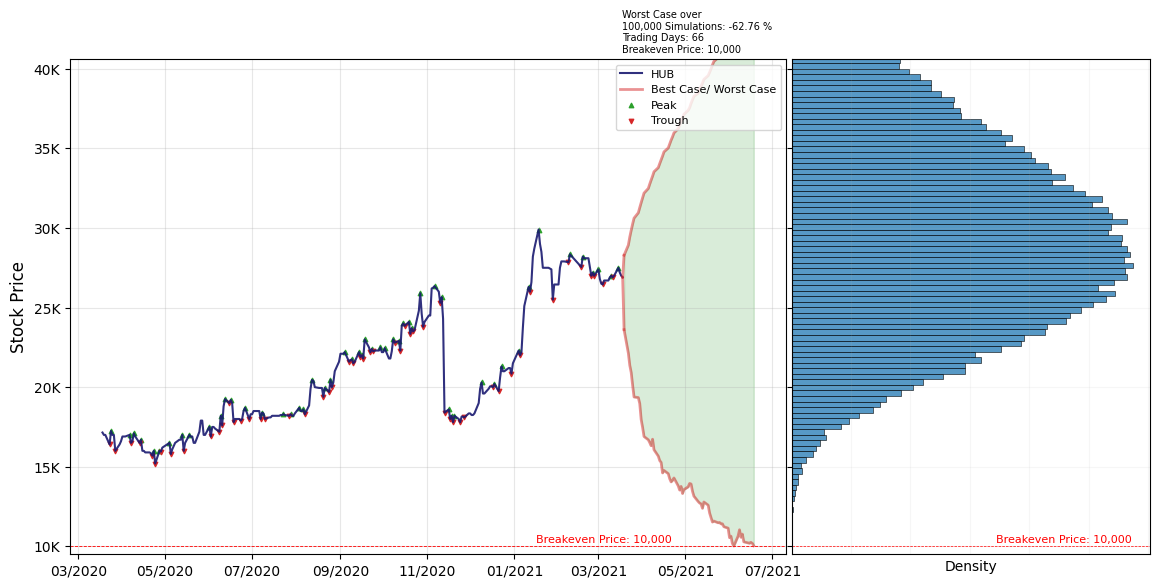 Worst Case over
100,000 Simulations: -62.76 %
Trading Days: 66
Breakeven Price: 10,000
40K
35K
30K
25K
20K
15K
10K
Stock Price
HUB
Best Case/ Worst Case
Peak
Trough
Breakeven Price: 10,000
Breakeven Price: 10,000
03/2020
05/2020
07/2020
09/2020
11/2020
01/2021
03/2021
05/2021
07/2021
Density